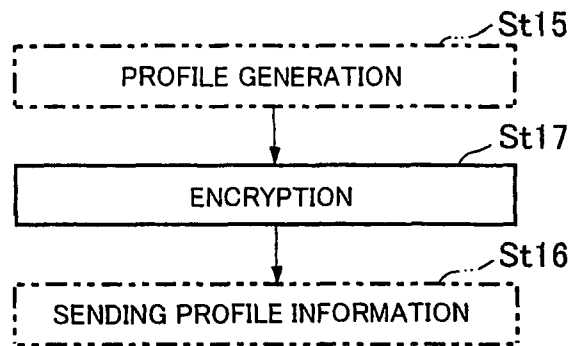 St15
PROFILE GENERATION
St17
ENCRYPTION
St16
SENDING PROFILE INFORMATION